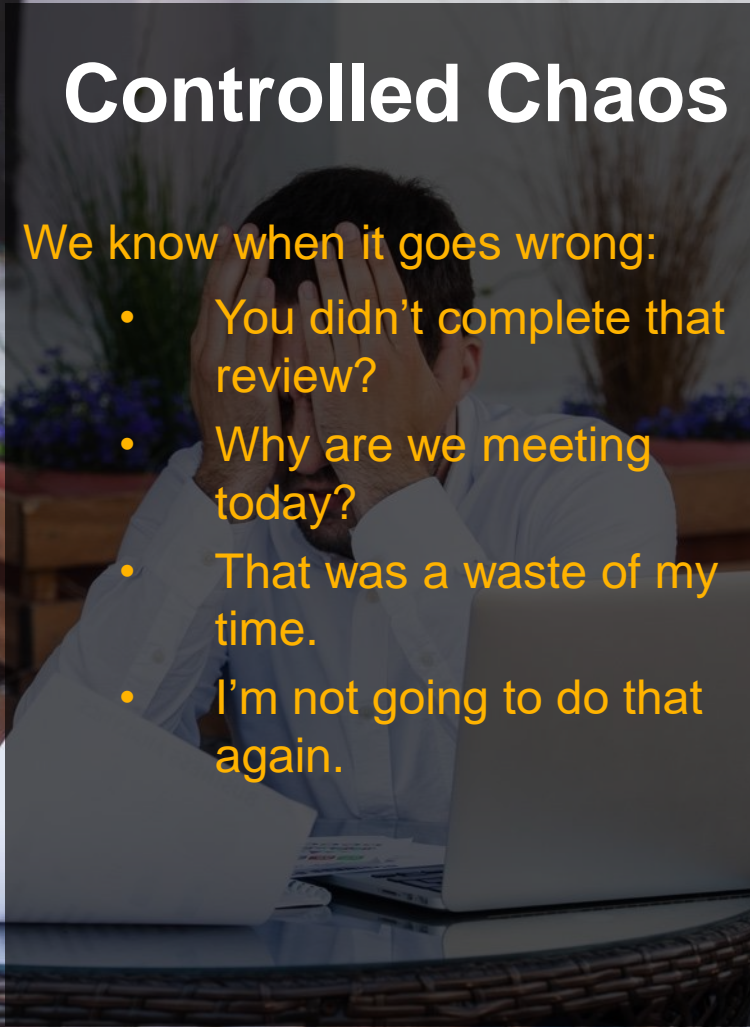 Controlled Chaos
We know when it goes wrong:
• You didn’t complete that
review?
• Why are we meeting
today?
• That was a waste of my
time.
• I’m not going to do that
again.